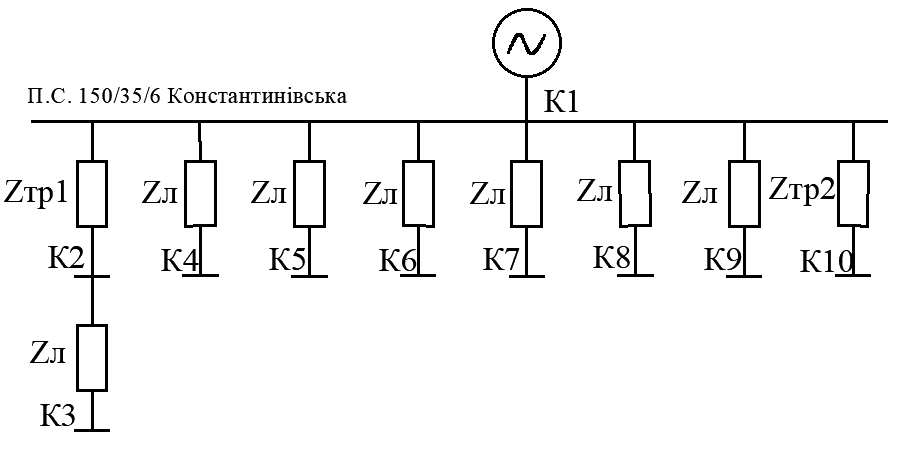 П.С. 150/35/6 Константинівська
К1
Zтр1
Zл
Zл
Zл
Zл
Zл
Zл
Zтр2
К2
К4
К5
К6
К7
К8
К9
К10
Zл
К3